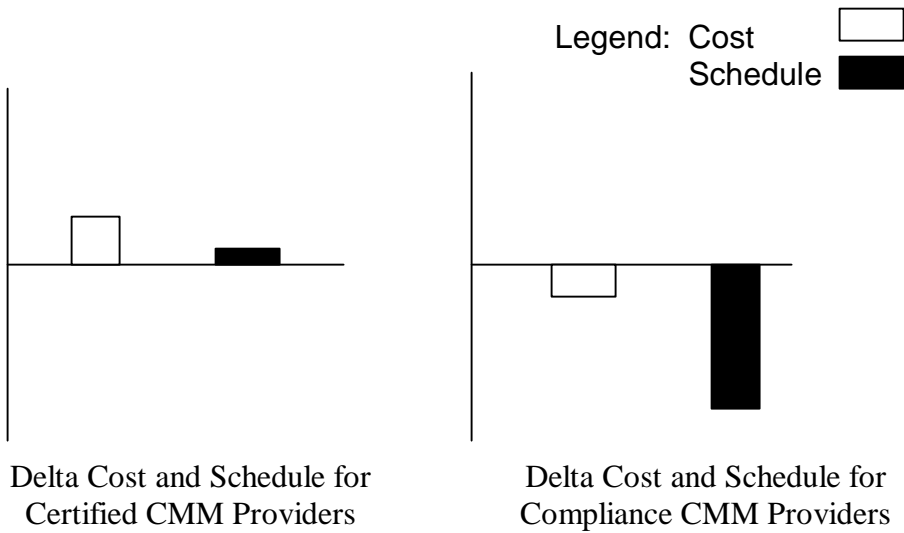 Legend: Cost
Schedule
Delta Cost and Schedule for
Certified CMM Providers
Delta Cost and Schedule for
Compliance CMM Providers